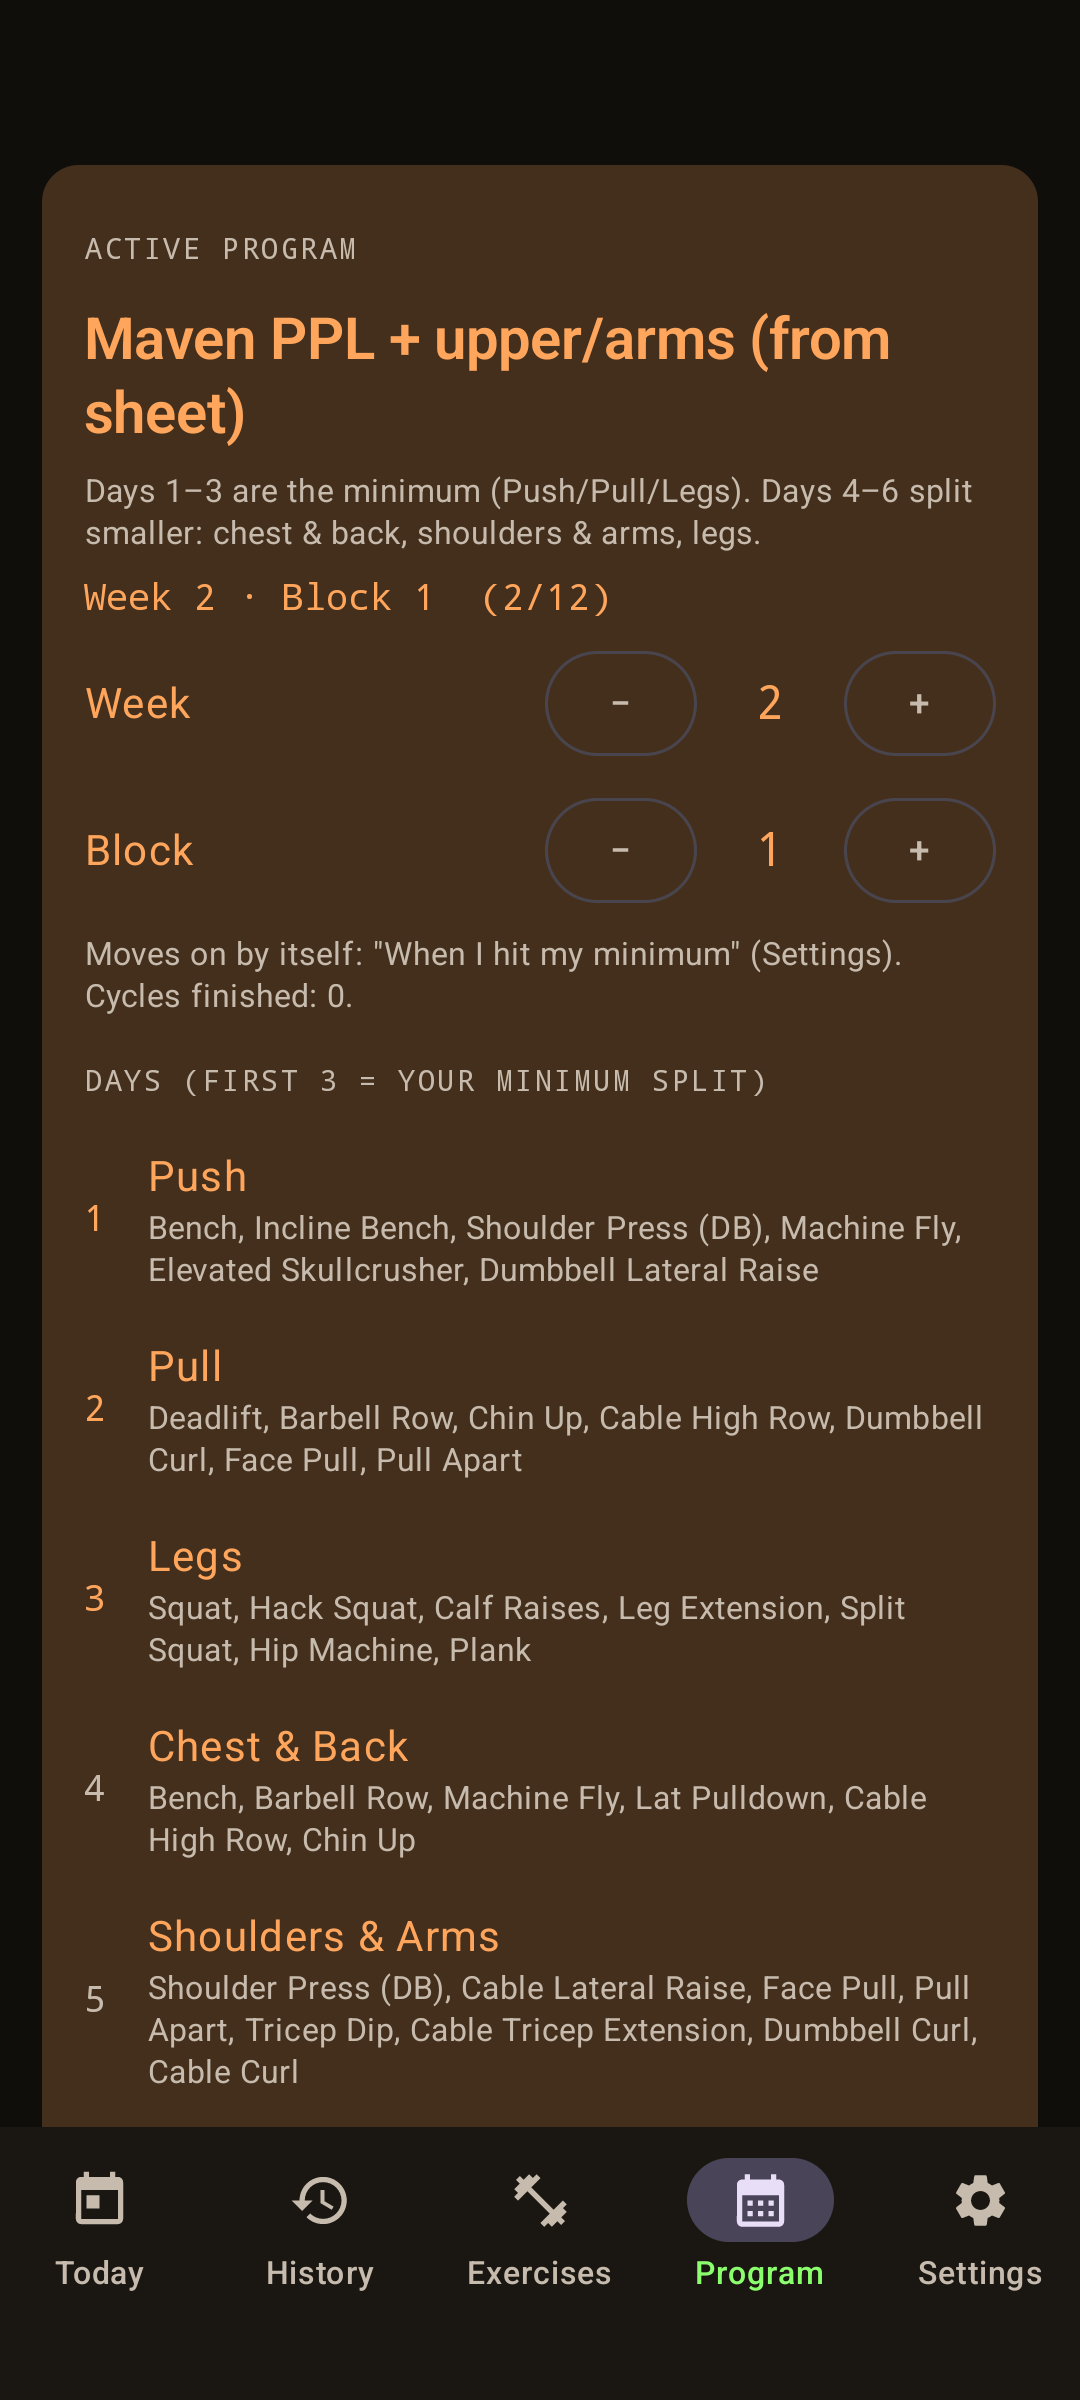 ACTIVE PROGRAM
Maven PPL + upper/arms (from
sheet)
Days 1–3 are the minimum (Push/Pull/Legs). Days 4–6 split
smaller: chest & back, shoulders & arms, legs.
Week 2 · Block 1 (2/12)
Week − 2 +
Block − 1 +
Moves on by itself: "When I hit my minimum" (Settings).
Cycles finished: 0.
DAYS (FIRST 3 = YOUR MINIMUM SPLIT)
1
Push
Bench, Incline Bench, Shoulder Press (DB), Machine Fly,
Elevated Skullcrusher, Dumbbell Lateral Raise
2
Pull
Deadlift, Barbell Row, Chin Up, Cable High Row, Dumbbell
Curl, Face Pull, Pull Apart
3
Legs
Squat, Hack Squat, Calf Raises, Leg Extension, Split
Squat, Hip Machine, Plank
4
Chest & Back
Bench, Barbell Row, Machine Fly, Lat Pulldown, Cable
High Row, Chin Up
5
Shoulders & Arms
Shoulder Press (DB), Cable Lateral Raise, Face Pull, Pull
Apart, Tricep Dip, Cable Tricep Extension, Dumbbell Curl,
Cable Curl
Today History Exercises Program Settings